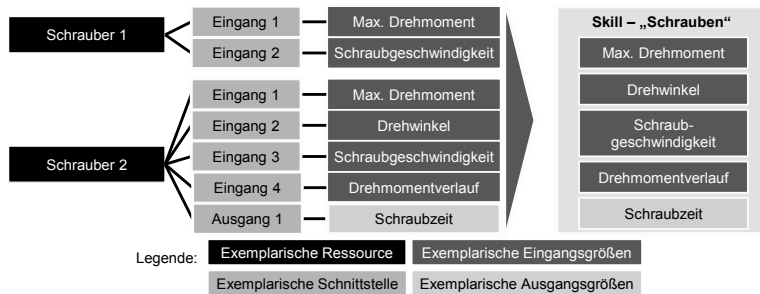 Schrauber 1
Eingang 1
Max. Drehmoment
Eingang 2
Schraubgeschwindigkeit
Schrauber 2
Eingang 1
Max. Drehmoment
Eingang 2
Drehwinkel
Eingang 3
Schraubgeschwindigkeit
Eingang 4
Drehmomentverlauf
Ausgang 1
Schraubzeit
Skill – „Schrauben“
Max. Drehmoment
Drehwinkel
Schraub-
geschwindigkeit
Drehmomentverlauf
Schraubzeit
Legende:
Exemplarische Ressource
Exemplarische Eingangsgrößen
Exemplarische Schnittstelle
Exemplarische Ausgangsgrößen